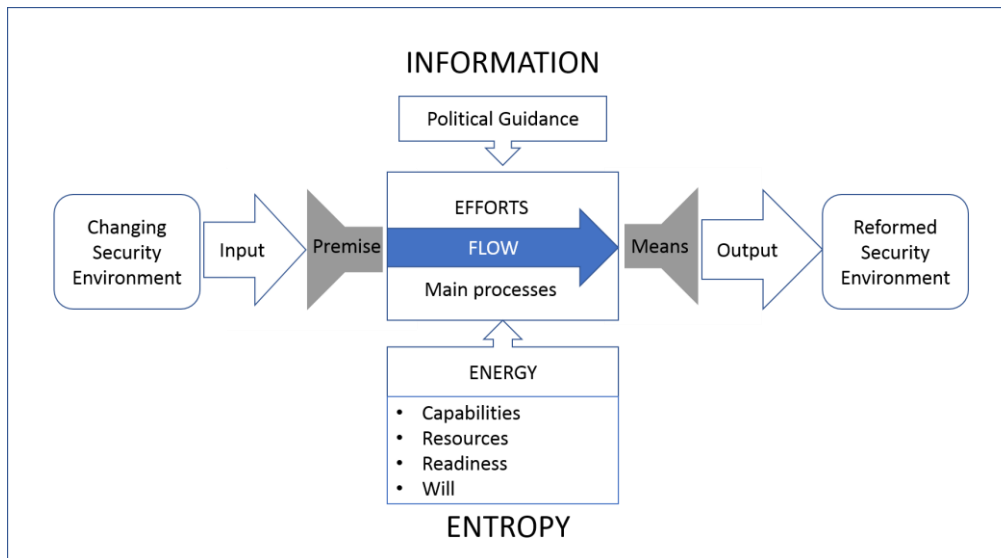 INFORMATION
Political Guidance
Changing
Security
Environment
Input
Premise
EFFORTS
FLOW
Main processes
Means
Output
Reformed
Security
Environment
ENERGY
• Capabilities
• Resources
• Readiness
• Will
ENTROPY